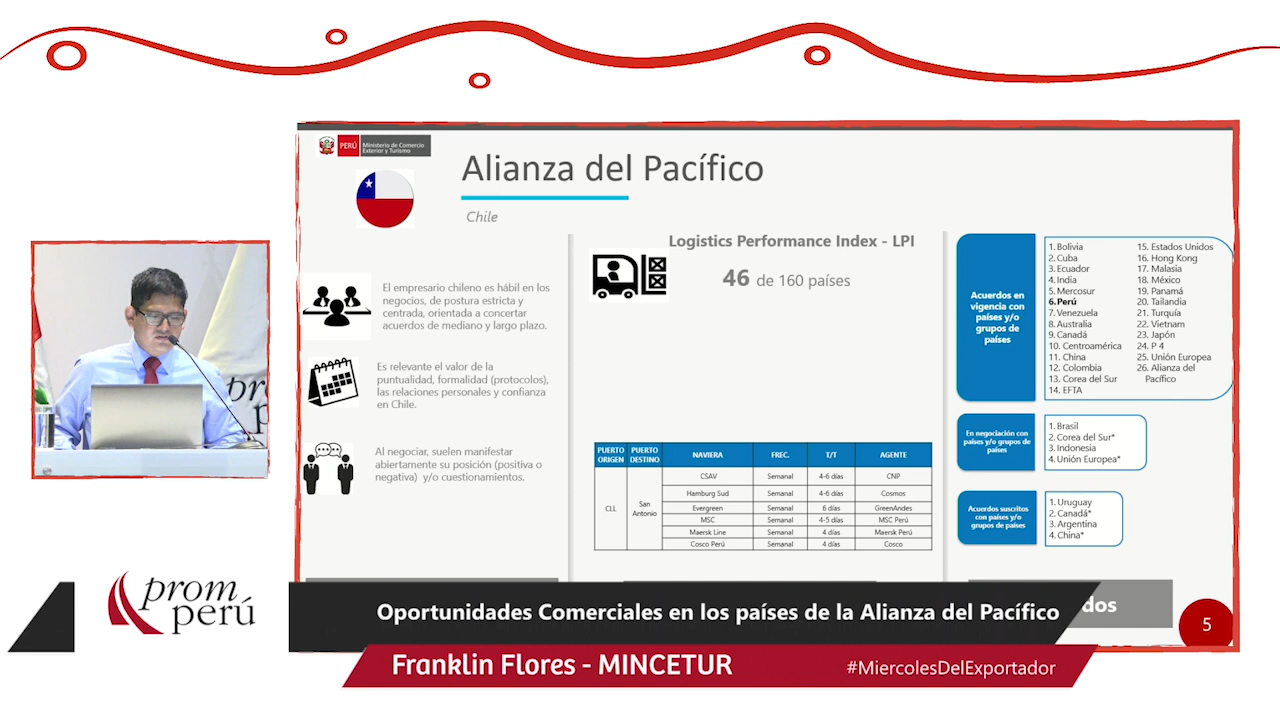 PERÚ
Ministerio de Comercio
Exterior y Turismo
Alianza del Pacífico
Chile
El empresario chileno es hábil en los
negocios, de postura estricta y
centrada, orientada a concertar
acuerdos de mediano y largo plazo.
Es relevante el valor de la
puntualidad, formalidad (protocolos),
las relaciones personales y confianza
en Chile.
Al negociar, suelen manifestar
abiertamente su posición (positiva o
negativa) y/o cuestionamientos.
Logistics Performance Index - LPI
46 de 160 países
PUERTO ORIGEN PUERTO DESTINO NAVIERA FREC. T/T AGENTE
CLL San Antonio
CSAV Semanal 4-6 días CNP
Hamburg Sud Semanal 4-6 días Cosmos
Evergreen Semanal 6 días GreenAndes
MSC Semanal 4-5 días MSC Perú
Maersk Line Semanal 4 días Maersk Perú
Cosco Perú Semanal 4 días Cosco
Acuerdos en
vigencia con
países y/o
grupos de
países
1. Bolivia
2. Cuba
3. Ecuador
4. India
5. Mercosur
6. Perú
7. Venezuela
8. Australia
9. Canadá
10. Centroamérica
11. China
12. Colombia
13. Corea del Sur
14. EFTA
15. Estados Unidos
16. Hong Kong
17. Malasia
18. México
19. Panamá
20. Tailandia
21. Turquía
22. Vietnam
23. Japón
24. P 4
25. Unión Europea
26. Alianza del
Pacífico
En negociación con
países y/o grupos de
países
1. Brasil
2. Corea del Sur*
3. Indonesia
4. Unión Europea*
Acuerdos suscritos
con países y/o
grupos de países
1. Uruguay
2. Canadá*
3. Argentina
4. China*
dos
5
prom
perú
Oportunidades Comerciales en los países de la Alianza del Pacífico
Franklin Flores - MINCETUR
#MiercolesDelExportador